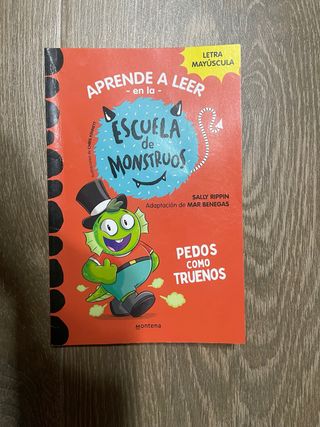 LETRA
MAYÚSCULA
APRENDE A LEER
- en la -
ESCUELA
de
MONSTRUOS
SALLY RIPPIN
Adaptación de MAR BENEGAS
PEDOS
COMO
TRUENOS
montena